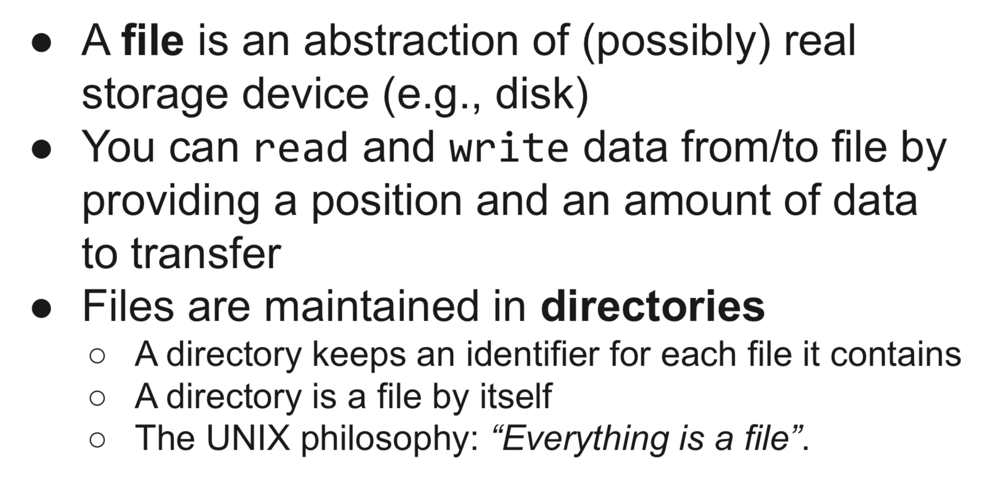 ● A file is an abstraction of (possibly) real
storage device (e.g., disk)
● You can read and write data from/to file by
providing a position and an amount of data
to transfer
● Files are maintained in directories
○ A directory keeps an identifier for each file it contains
○ A directory is a file by itself
○ The UNIX philosophy: “Everything is a file”.